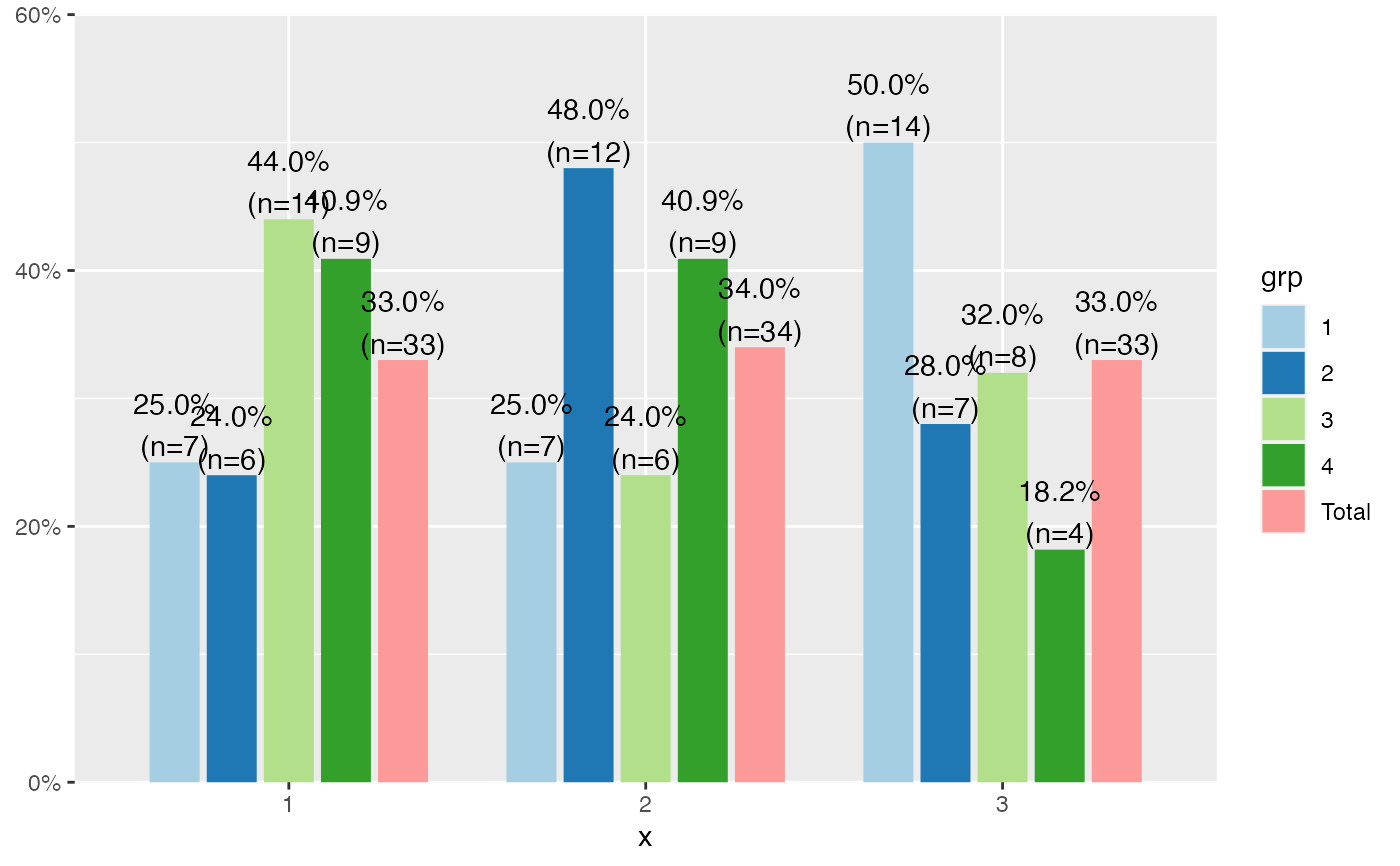 60%
40%
20%
0%
25.0%
(n=7)
24.0%
(n=6)
44.0%
(n=11)
40.9%
(n=9)
33.0%
(n=33)
25.0%
(n=7)
48.0%
(n=12)
24.0%
(n=6)
40.9%
(n=9)
34.0%
(n=34)
50.0%
(n=14)
28.0%
(n=7)
32.0%
(n=8)
18.2%
(n=4)
33.0%
(n=33)
1
2
3
x
grp
1
2
3
4
Total